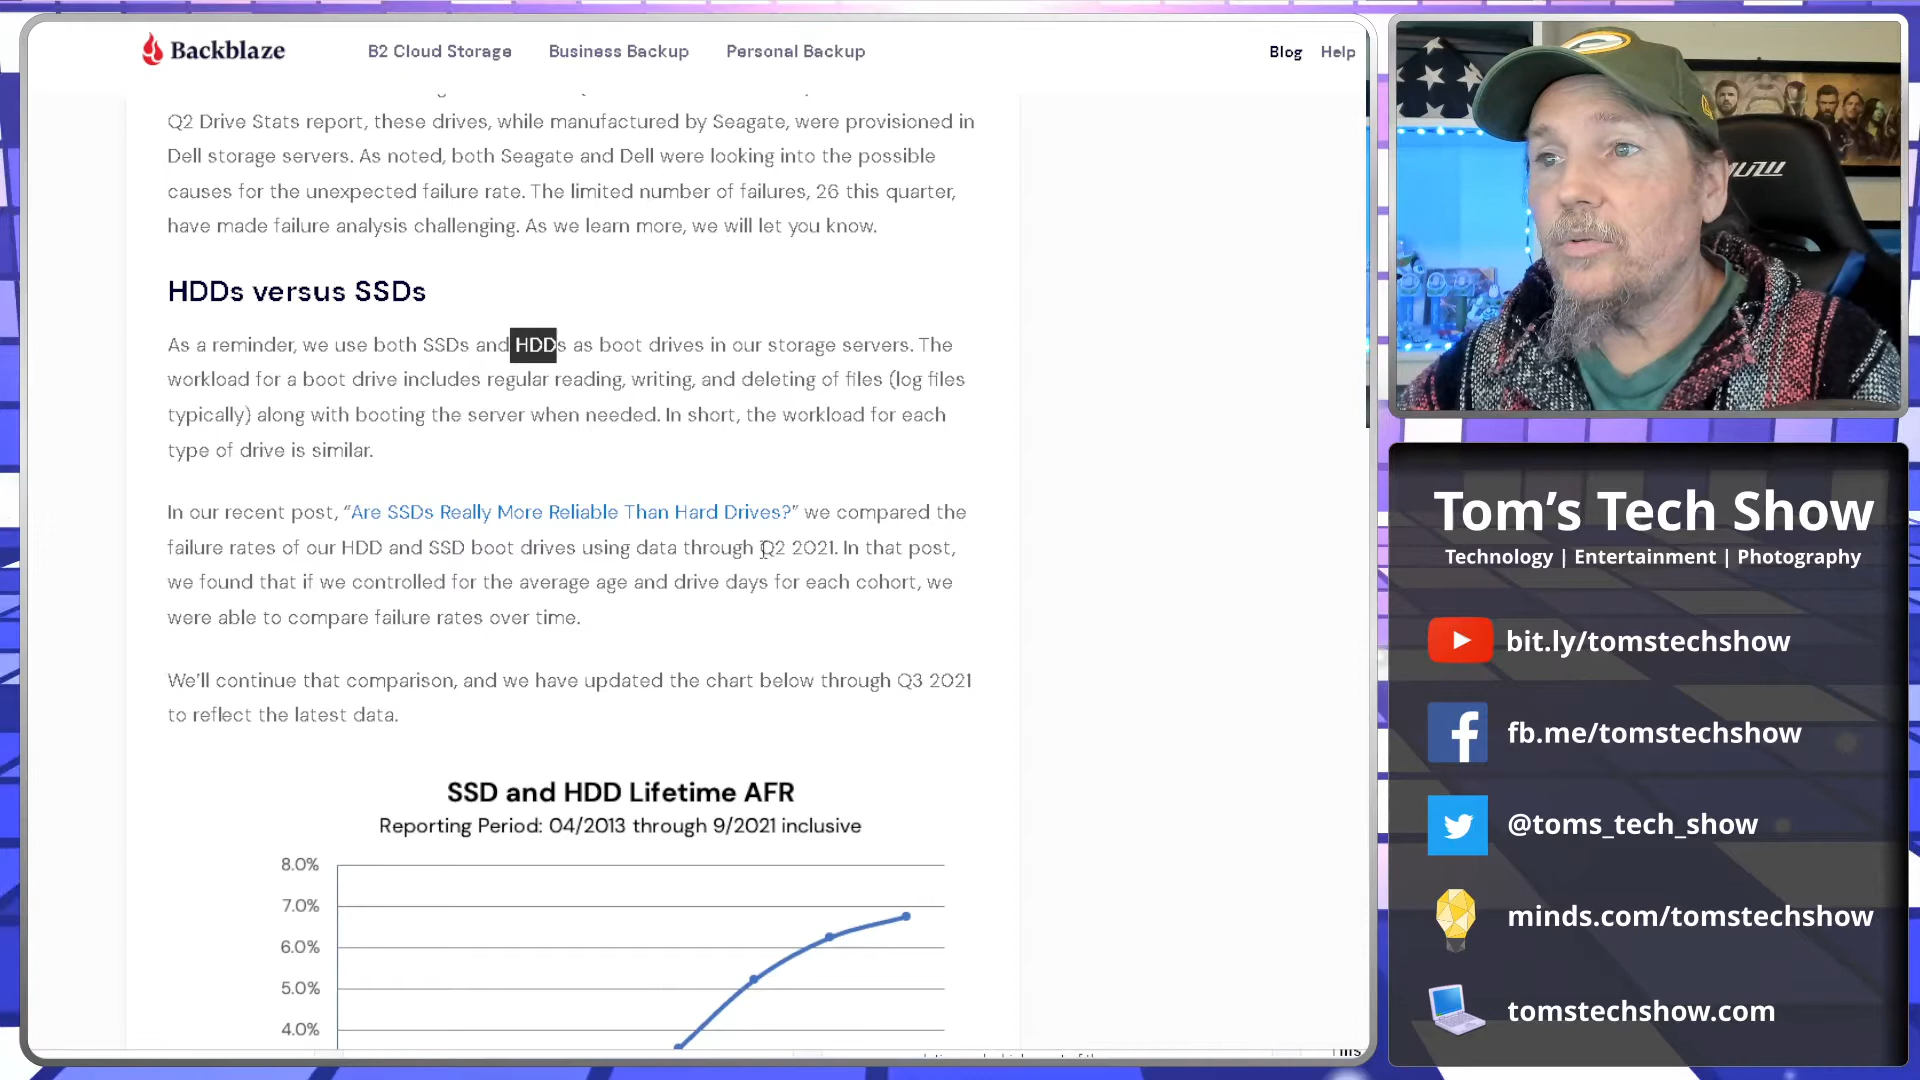 Backblaze
B2 Cloud Storage
Business Backup
Personal Backup
Blog
Help
Q2 Drive Stats report, these drives, while manufactured by Seagate, were provisioned in
Dell storage servers. As noted, both Seagate and Dell were looking into the possible
causes for the unexpected failure rate. The limited number of failures, 26 this quarter,
have made failure analysis challenging. As we learn more, we will let you know.
HDDs versus SSDs
As a reminder, we use both SSDs and HDDs as boot drives in our storage servers. The
workload for a boot drive includes regular reading, writing, and deleting of files (log files
typically) along with booting the server when needed. In short, the workload for each
type of drive is similar.
In our recent post, “Are SSDs Really More Reliable Than Hard Drives?” we compared the
failure rates of our HDD and SSD boot drives using data through Q2 2021. In that post,
we found that if we controlled for the average age and drive days for each cohort, we
were able to compare failure rates over time.
We’ll continue that comparison, and we have updated the chart below through Q3 2021
to reflect the latest data.
SSD and HDD Lifetime AFR
Reporting Period: 04/2013 through 9/2021 inclusive
8.0%
7.0%
6.0%
5.0%
4.0%
Tom’s Tech Show
Technology | Entertainment | Photography
bit.ly/tomstechshow
fb.me/tomstechshow
@toms_tech_show
minds.com/tomstechshow
tomstechshow.com